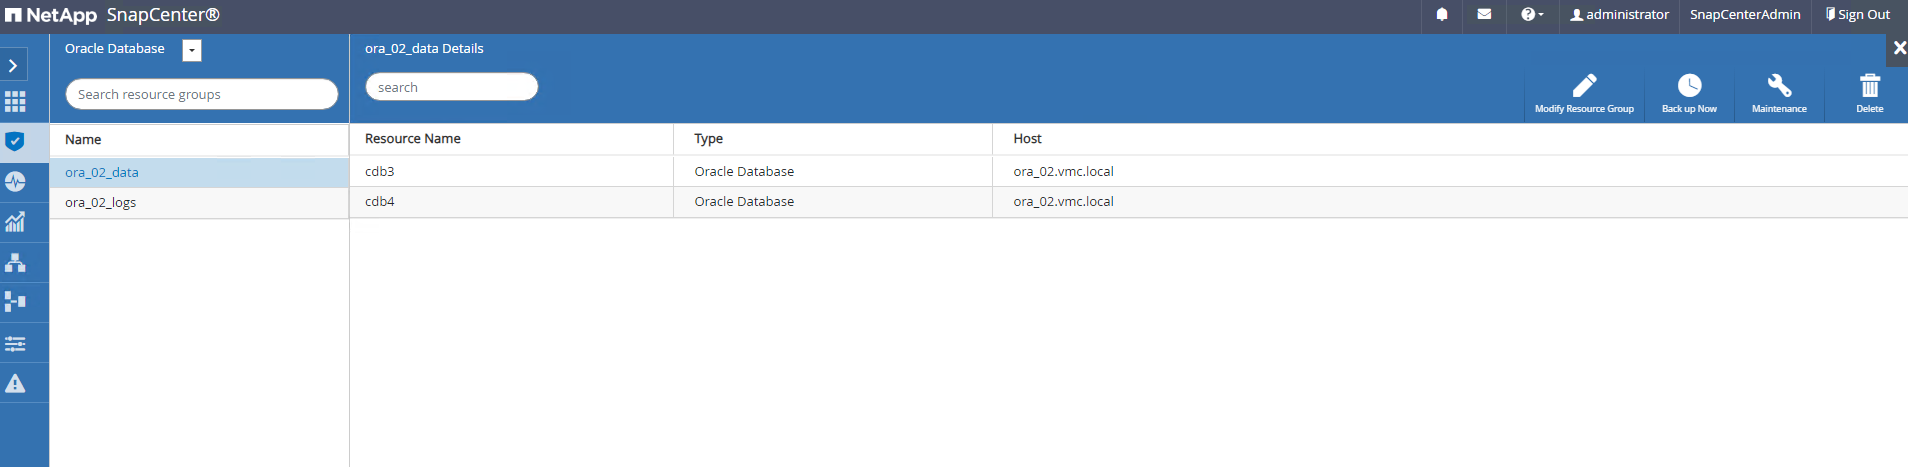 NetApp SnapCenter®
administrator
SnapCenterAdmin
Sign Out
Oracle Database
ora_02_data Details
Search resource groups
search
Modify Resource Group
Back up Now
Maintenance
Delete
Name
Resource Name
Type
Host
ora_02_data
cdb3
Oracle Database
ora_02.vmc.local
ora_02_logs
cdb4
Oracle Database
ora_02.vmc.local